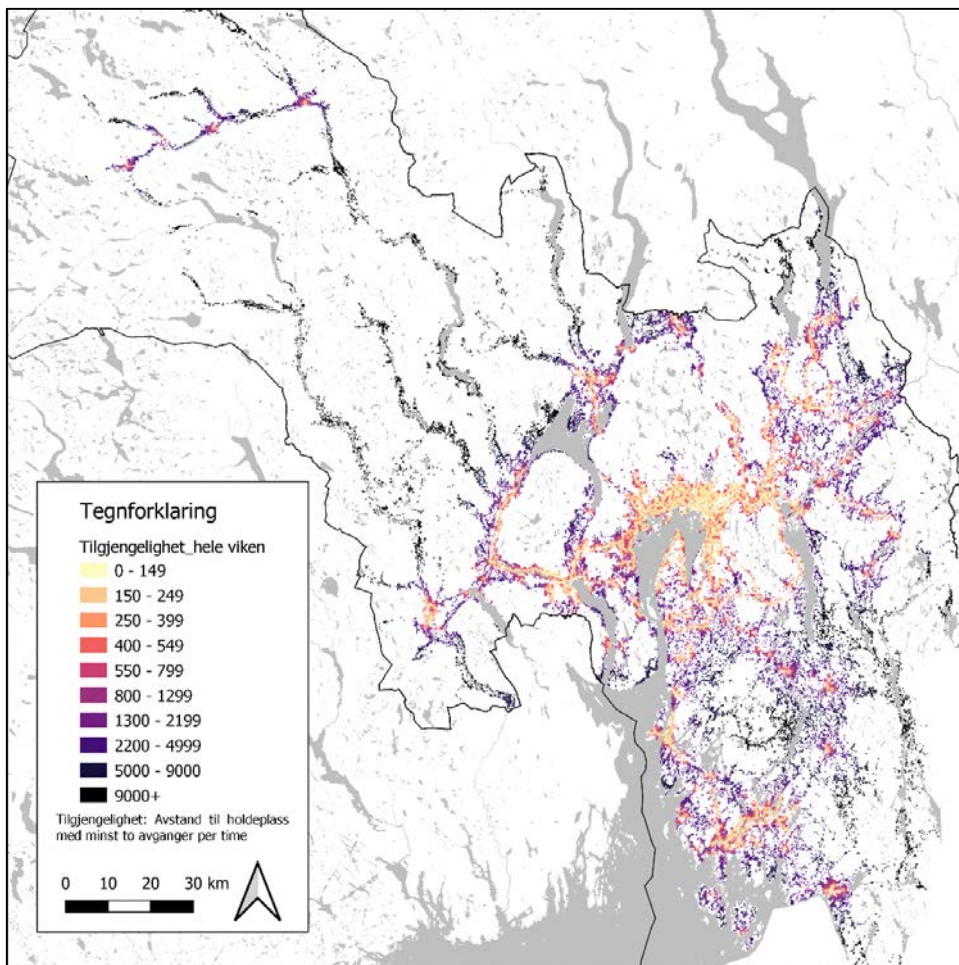 Tegnforklaring
Tilgjengelighet_hele viken
0 - 149
150 - 249
250 - 399
400 - 549
550 - 799
800 - 1299
1300 - 2199
2200 - 4999
5000 - 9000
9000+
Tilgjengelighet: Avstand til holdeplass
med minst to avganger per time
0 10 20 30 km